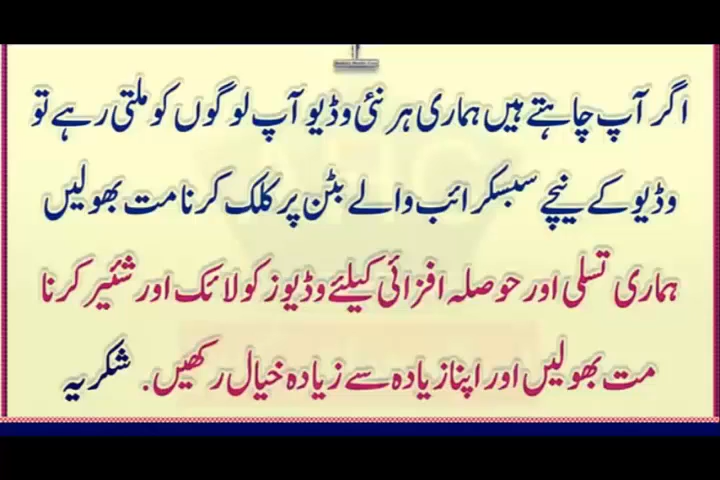 اگر آپ چاہتے ہیں ہماری ہر نئی وڈیو آپ لوگوں کو ملتی رہے تو
وڈیو کے نیچے سبسکرائب والے بٹن پر کلک کرنا مت بھولیں
ہماری تسلی اور حوصلہ افزائی کیلئے وڈیوز کو لائک اور شئیر کرنا
مت بھولیں اور اپنا زیادہ سے زیادہ خیال رکھیں. شکریہ